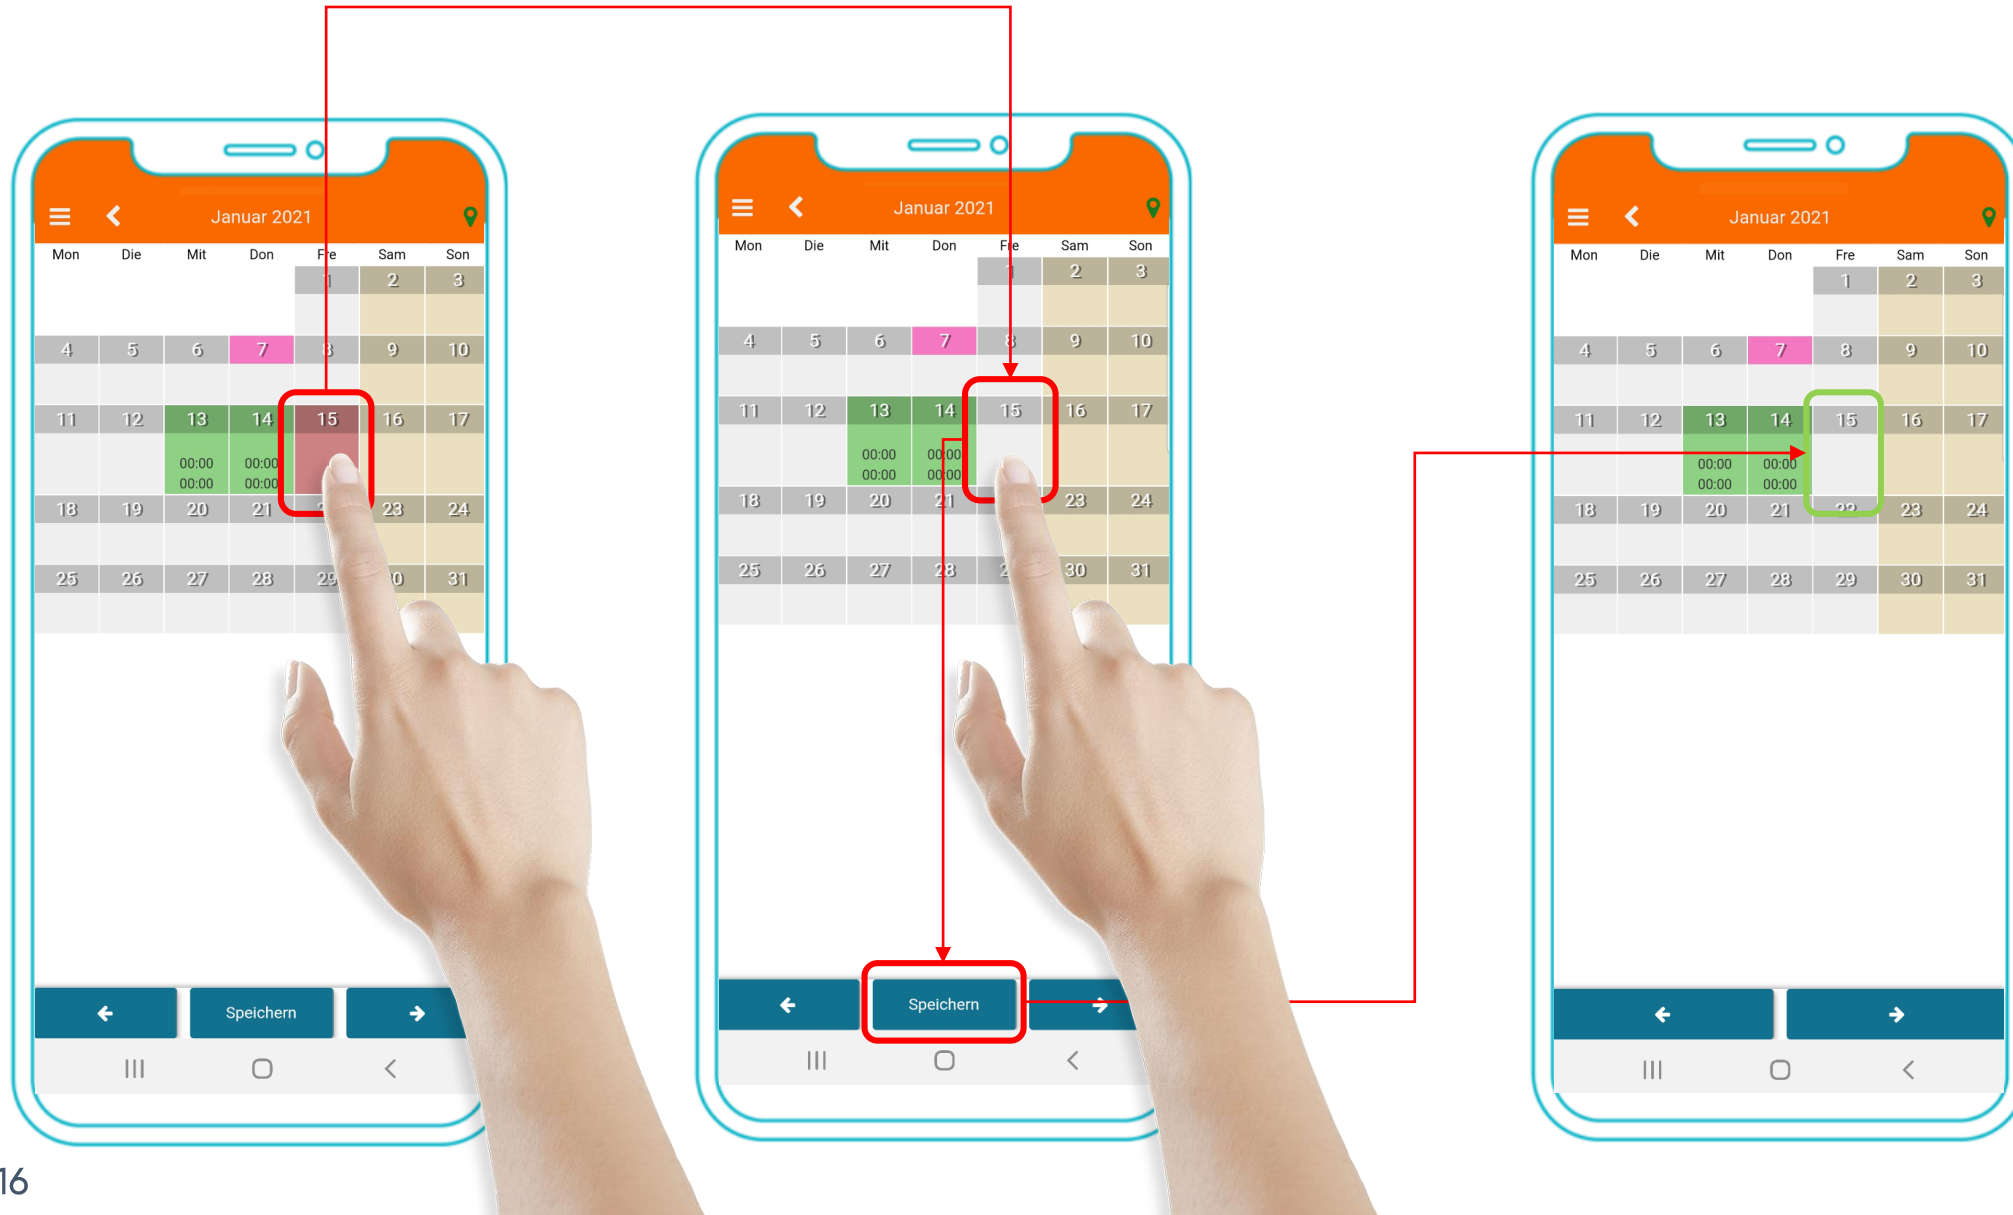 Januar 2021
Mon Die Mit Don Fre Sam Son
1 2 3
4 5 6 7 8 9 10
11 12 13 14 15 16 17
00:00 00:00
00:00 00:00
18 19 20 21 23 24
25 26 27 28 29 31
Speichern
Januar 2021
Mon Die Mit Don Fre Sam Son
1 2 3
4 5 6 7 8 9 10
11 12 13 14 15 16 17
00:00 00:00
00:00 00:00
18 19 20 21 23 24
25 26 27 28 30 31
Speichern
Januar 2021
Mon Die Mit Don Fre Sam Son
1 2 3
4 5 6 7 8 9 10
11 12 13 14 15 16 17
00:00 00:00
00:00 00:00
18 19 20 21 22 23 24
25 26 27 28 29 30 31
16